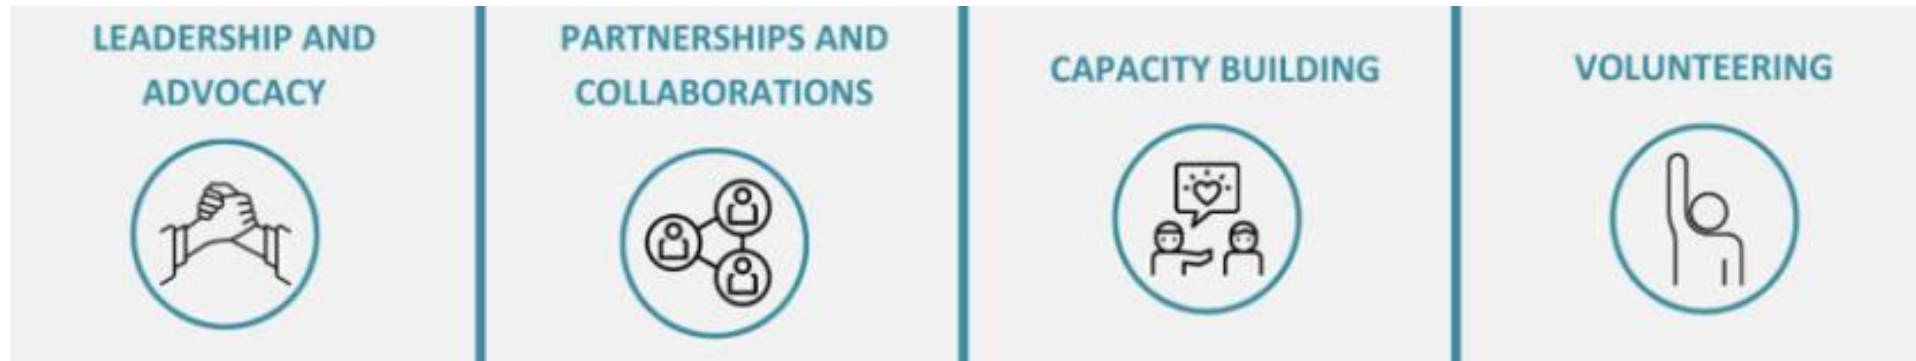 LEADERSHIP AND
ADVOCACY
PARTNERSHIPS AND
COLLABORATIONS
CAPACITY BUILDING
VOLUNTEERING